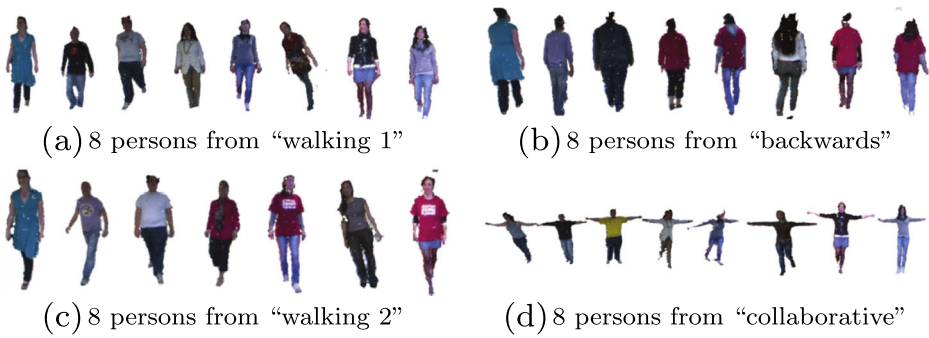 (a) 8 persons from “walking 1”
(b) 8 persons from “backwards”
(c) 8 persons from “walking 2”
(d) 8 persons from “collaborative”